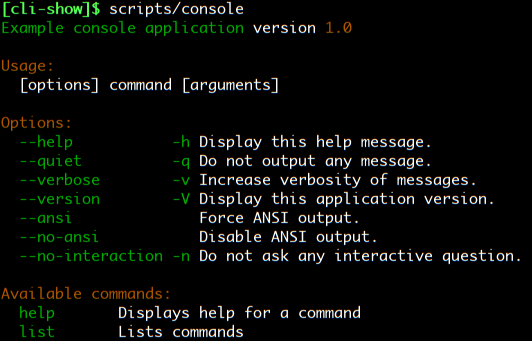 [cli-show]$ scripts/console
Example console application version 1.0
Usage:
[options] command [arguments]
Options:
--help -h Display this help message.
--quiet -q Do not output any message.
--verbose -v Increase verbosity of messages.
--version -V Display this application version.
--ansi Force ANSI output.
--no-ansi Disable ANSI output.
--no-interaction -n Do not ask any interactive question.
Available commands:
help Displays help for a command
list Lists commands